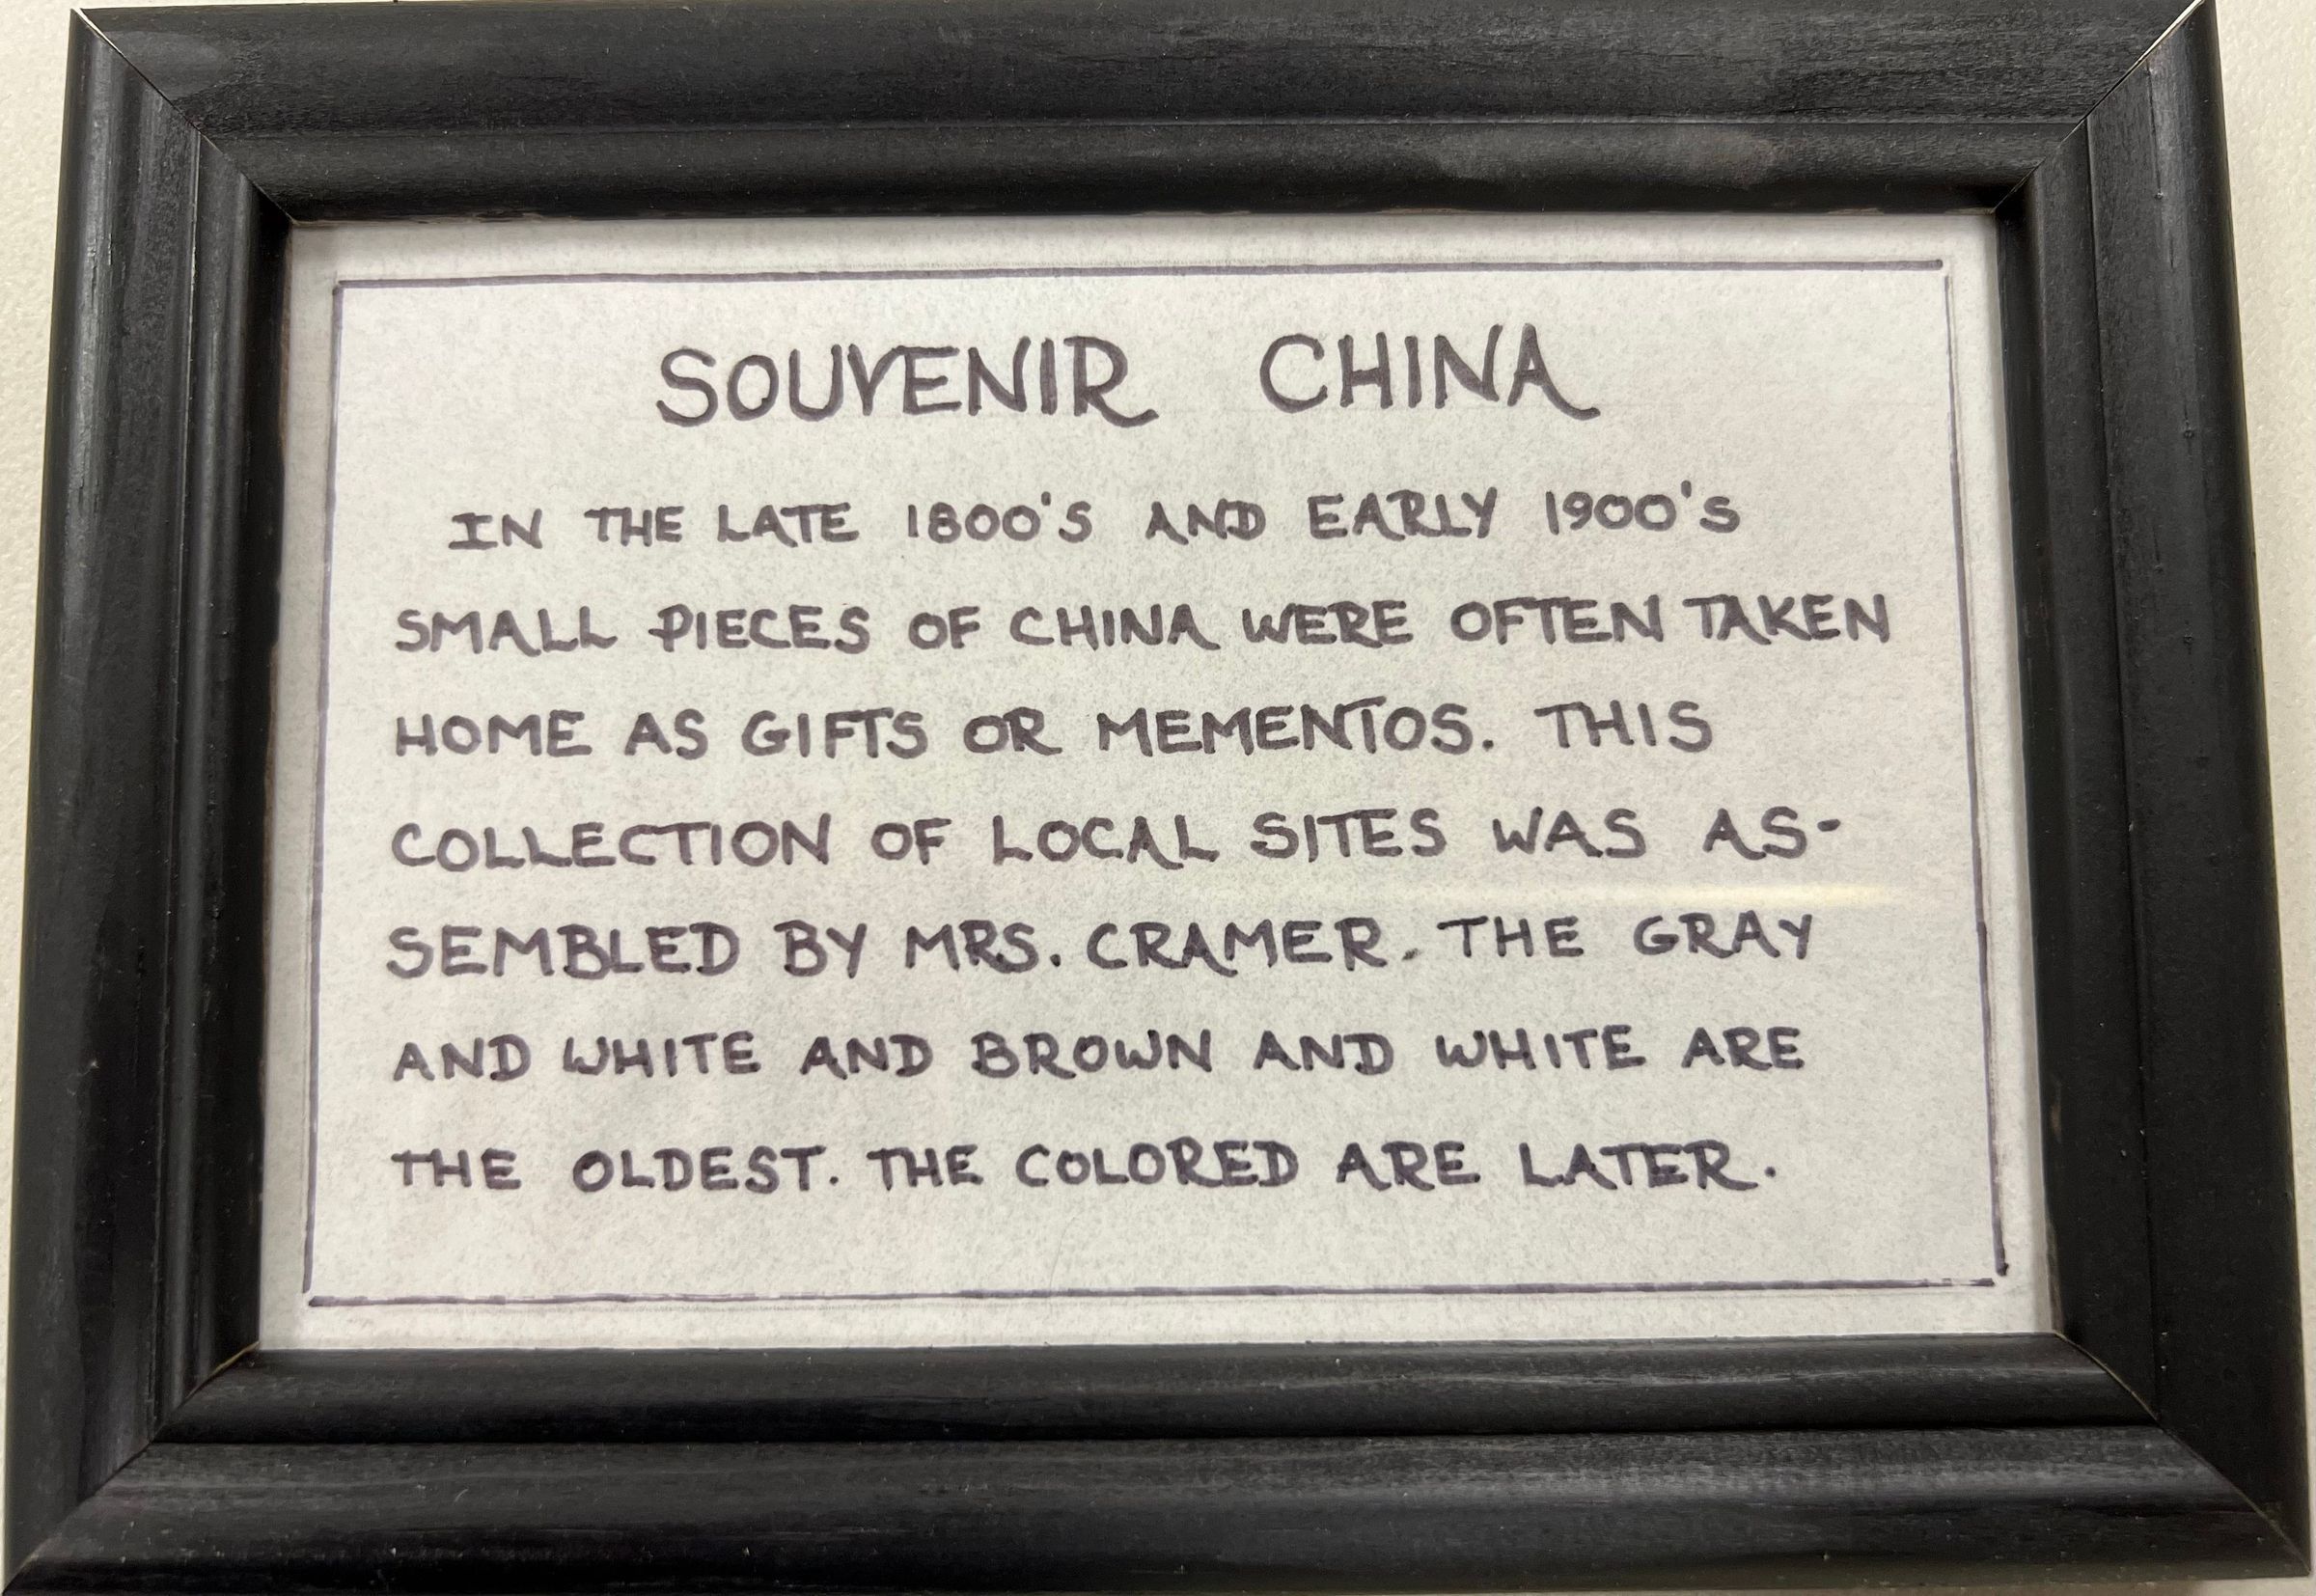 SOUVENIR CHINA
IN THE LATE 1800'S AND EARLY 1900'S
SMALL PIECES OF CHINA WERE OFTEN TAKEN
HOME AS GIFTS OR MEMENTOS. THIS
COLLECTION OF LOCAL SITES WAS AS-
SEMBLED BY MRS. CRAMER. THE GRAY
AND WHITE AND BROWN AND WHITE ARE
THE OLDEST. THE COLORED ARE LATER.